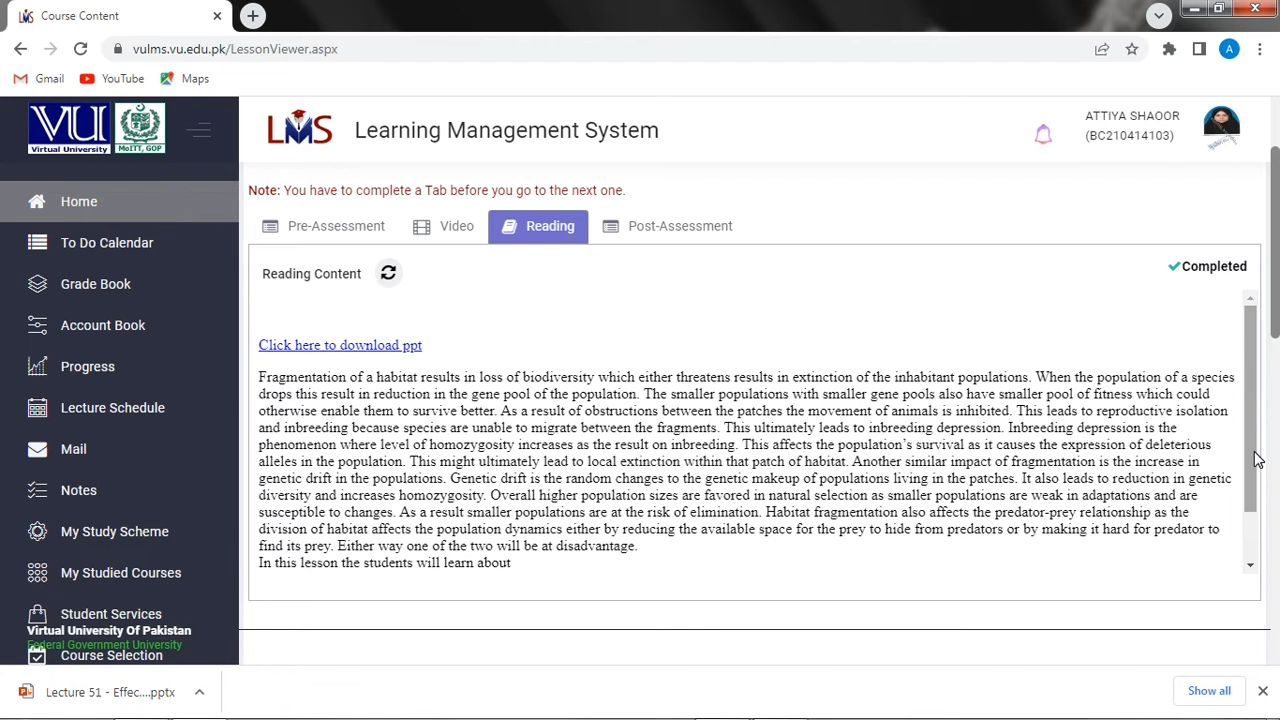 Course Content
vulms.vu.edu.pk/LessonViewer.aspx
A
Gmail
YouTube
Maps
VU
Virtual University
MoITT, GOP
LMS
Learning Management System
ATTIYA SHAOOR
(BC210414103)
Home
To Do Calendar
Grade Book
Account Book
Progress
Lecture Schedule
Mail
Notes
My Study Scheme
My Studied Courses
Student Services
Virtual University Of Pakistan
Federal Government University
Course Selection
Note: You have to complete a Tab before you go to the next one.
Pre-Assessment
Video
Reading
Post-Assessment
Reading Content
Completed
Click here to download ppt
Fragmentation of a habitat results in loss of biodiversity which either threatens results in extinction of the inhabitant populations. When the population of a species
drops this result in reduction in the gene pool of the population. The smaller populations with smaller gene pools also have smaller pool of fitness which could
otherwise enable them to survive better. As a result of obstructions between the patches the movement of animals is inhibited. This leads to reproductive isolation
and inbreeding because species are unable to migrate between the fragments. This ultimately leads to inbreeding depression. Inbreeding depression is the
phenomenon where level of homozygosity increases as the result on inbreeding. This affects the population's survival as it causes the expression of deleterious
alleles in the population. This might ultimately lead to local extinction within that patch of habitat. Another similar impact of fragmentation is the increase in
genetic drift in the populations. Genetic drift is the random changes to the genetic makeup of populations living in the patches. It also leads to reduction in genetic
diversity and increases homozygosity. Overall higher population sizes are favored in natural selection as smaller populations are weak in adaptations and are
susceptible to changes. As a result smaller populations are at the risk of elimination. Habitat fragmentation also affects the predator-prey relationship as the
division of habitat affects the population dynamics either by reducing the available space for the prey to hide from predators or by making it hard for predator to
find its prey. Either way one of the two will be at disadvantage.
In this lesson the students will learn about
Lecture 51 - Effec....pptx
Show all